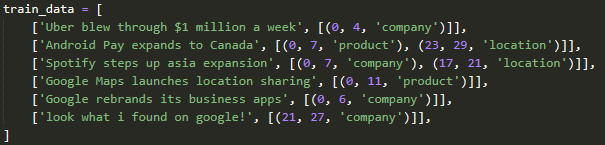 train_data = [
    ['Uber blew through $1 million a week', [(0, 4, 'company')]],
    ['Android Pay expands to Canada', [(0, 7, 'product'), (23, 29, 'location')]],
    ['Spotify steps up asia expansion', [(0, 7, 'company'), (17, 21, 'location')]],
    ['Google Maps launches location sharing', [(0, 11, 'product')]],
    ['Google rebrands its business apps', [(0, 6, 'company')]],
    ['look what i found on google!', [(21, 27, 'company')]],
]